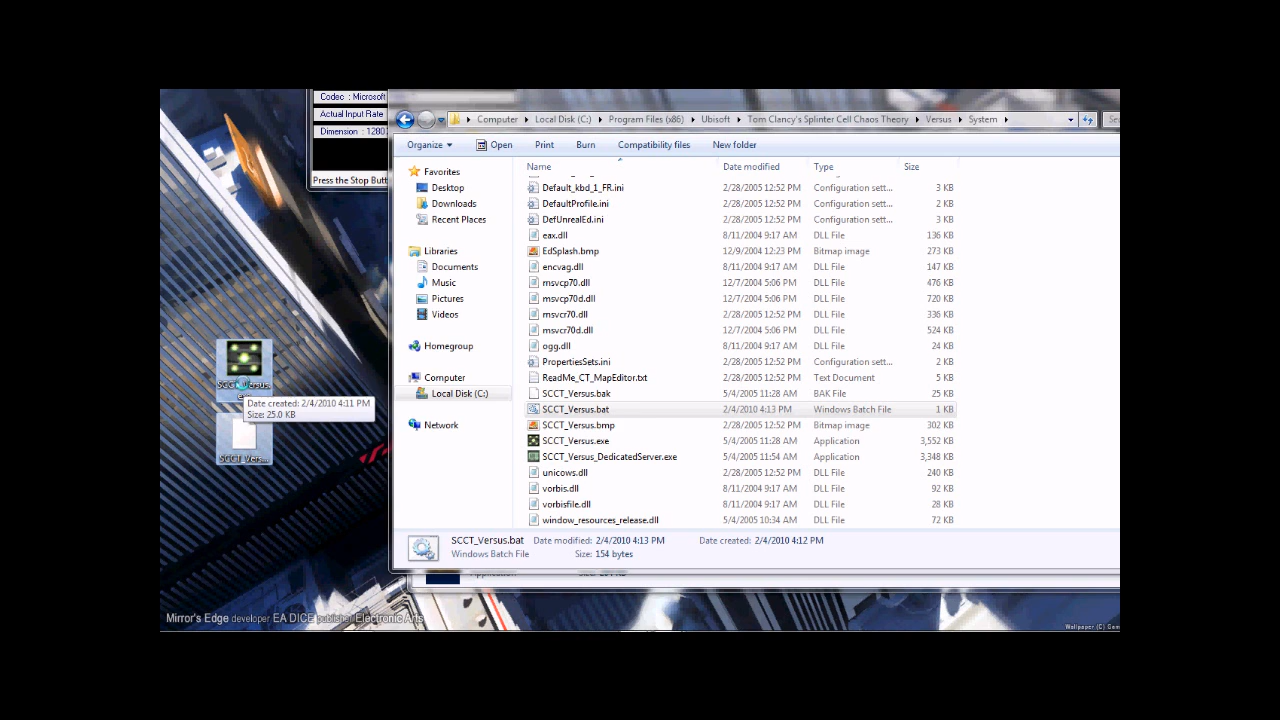 Codec : Microsoft
Actual Input Rate
Dimension : 1280
Press the Stop Butt
Computer Local Disk (C:) Program Files (x86) Ubisoft Tom Clancy's Splinter Cell Chaos Theory Versus System
Organize Open Print Burn Compatibility files New folder
Name Date modified Type Size
Favorites
Desktop
Downloads
Recent Places
Libraries
Documents
Music
Pictures
Videos
Homegroup
Computer
Local Disk (C:)
Network
Default_kbd_1_FR.ini 2/28/2005 12:52 PM Configuration sett... 3 KB
DefaultProfile.ini 2/28/2005 12:52 PM Configuration sett... 2 KB
DefUnrealEd.ini 2/28/2005 12:52 PM Configuration sett... 3 KB
eax.dll 8/11/2004 9:17 AM DLL File 136 KB
EdSplash.bmp 12/9/2004 12:23 PM Bitmap image 273 KB
encvag.dll 8/11/2004 9:17 AM DLL File 147 KB
msvcp70.dll 12/7/2004 5:06 PM DLL File 476 KB
msvcp70d.dll 12/7/2004 5:06 PM DLL File 720 KB
msvcr70.dll 2/28/2005 12:52 PM DLL File 336 KB
msvcr70d.dll 12/7/2004 5:06 PM DLL File 524 KB
ogg.dll 8/11/2004 9:17 AM DLL File 24 KB
PropertiesSets.ini 2/28/2005 12:52 PM Configuration sett... 2 KB
ReadMe_CT_MapEditor.txt 2/28/2005 12:52 PM Text Document 5 KB
SCCT_Versus.bak 5/4/2005 11:28 AM BAK File 25 KB
SCCT_Versus.bat 2/4/2010 4:13 PM Windows Batch File 1 KB
SCCT_Versus.bmp 2/28/2005 12:52 PM Bitmap image 302 KB
SCCT_Versus.exe 5/4/2005 11:28 AM Application 3,552 KB
SCCT_Versus_DedicatedServer.exe 5/4/2005 11:54 AM Application 3,348 KB
unicows.dll 2/28/2005 12:52 PM DLL File 240 KB
vorbis.dll 8/11/2004 9:17 AM DLL File 92 KB
vorbisfile.dll 8/11/2004 9:17 AM DLL File 28 KB
window_resources_release.dll 5/4/2005 10:34 AM DLL File 72 KB
SCCT_Versus.bat Date modified: 2/4/2010 4:13 PM Date created: 2/4/2010 4:12 PM
Windows Batch File Size: 154 bytes
Date created: 2/4/2010 4:11 PM
Size: 25.0 KB
SCCT_Vers...
Mirror's Edge developer EA DICE publisher Electronic Arts